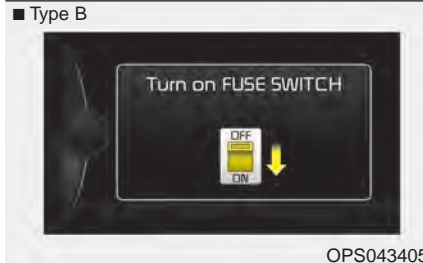 ■ Type B
Turn on FUSE SWITCH
OFF
ON
OPS043405